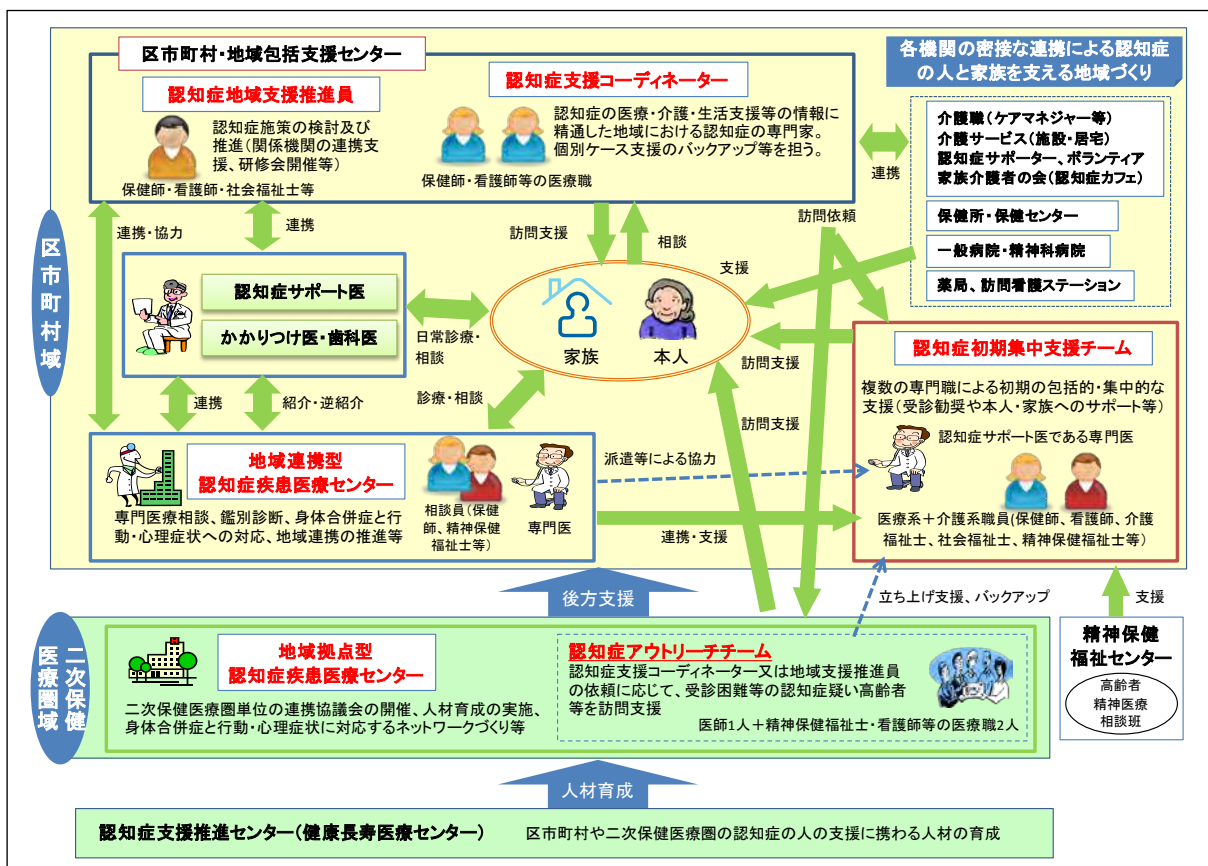 区市町村・地域包括支援センター
認知症地域支援推進員
認知症施策の検討及び
推進（関係機関の連携支
援、研修会開催等）
保健師・看護師・社会福祉士等
認知症支援コーディネーター
認知症の医療・介護・生活支援等の情報に
精通した地域における認知症の専門家。
個別ケース支援のバックアップ等を担う。
保健師・看護師等の医療職
各機関の密接な連携による認知症
の人と家族を支える地域づくり
介護職（ケアマネジャー等）
介護サービス（施設・居宅）
認知症サポーター、ボランティア
家族介護者の会（認知症カフェ）
保健所・保健センター
一般病院・精神科病院
薬局、訪問看護ステーション
連携
区市町村域
連携・協力
連携
訪問支援
相談
訪問依頼
支援
認知症サポート医
かかりつけ医・歯科医
日常診療・
相談
家族
本人
訪問支援
連携
紹介・逆紹介
診療・相談
訪問支援
認知症初期集中支援チーム
複数の専門職による初期の包括的・集中的な
支援（受診勧奨や本人・家族へのサポート等）
認知症サポート医である専門医
医療系＋介護系職員（保健師、看護師、介護
福祉士、社会福祉士、精神保健福祉士等）
地域連携型
認知症疾患医療センター
専門医療相談、鑑別診断、身体合併症と行
動・心理症状への対応、地域連携の推進等
相談員（保健
師、精神保健
福祉士等）
専門医
派遣等による協力
連携・支援
後方支援
立ち上げ支援、バックアップ
支援
精神保健
福祉センター
高齢者
精神医療
相談班
二次保健
医療圏域
地域拠点型
認知症疾患医療センター
二次保健医療圏単位の連携協議会の開催、人材育成の実施、
身体合併症と行動・心理症状に対応するネットワークづくり等
認知症アウトリーチチーム
認知症支援コーディネーター又は地域支援推進員
の依頼に応じて、受診困難等の認知症疑い高齢者
等を訪問支援
医師1人＋精神保健福祉士・看護師等の医療職2人
人材育成
認知症支援推進センター（健康長寿医療センター）
区市町村や二次保健医療圏の認知症の人の支援に携わる人材の育成